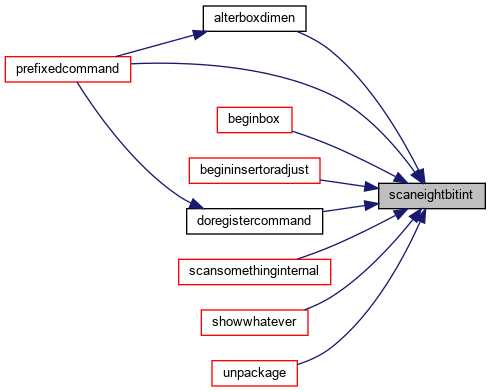 alterboxdimen
prefixedcommand
beginbox
begininsertoradjust
scaneightbitint
doregistercommand
scansomethinginternal
showwhatever
unpackage